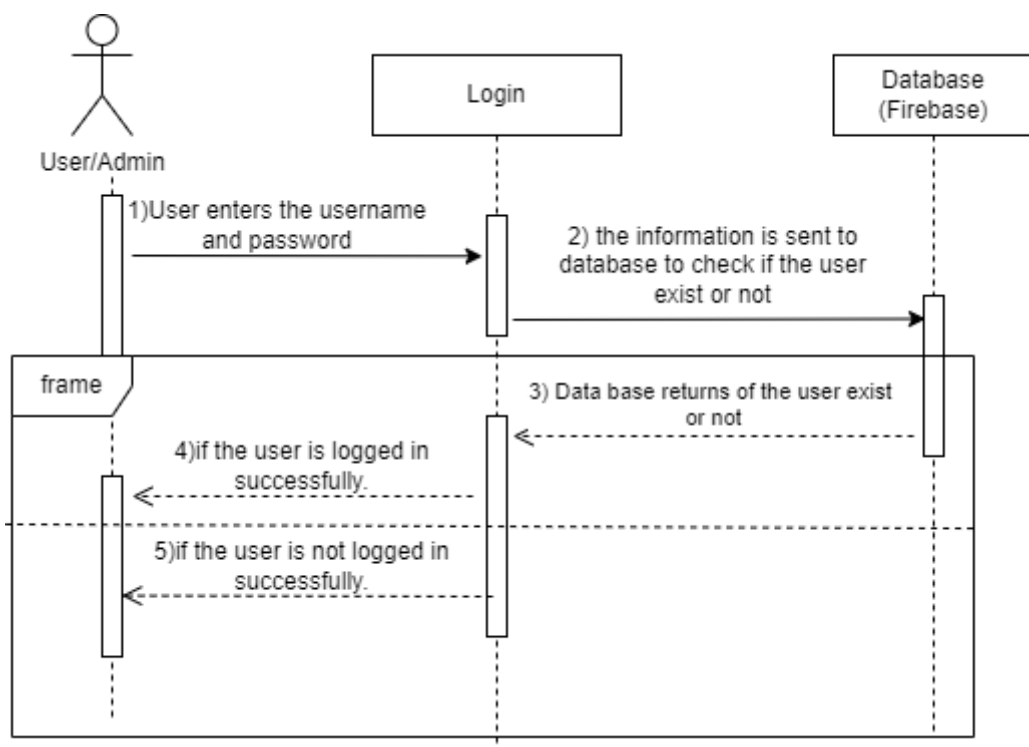 Login
Database
(Firebase)
User/Admin
1)User enters the username
and password
2) the information is sent to
database to check if the user
exist or not
frame
3) Data base returns of the user exist
or not
4)if the user is logged in
successfully.
5)if the user is not logged in
successfully.